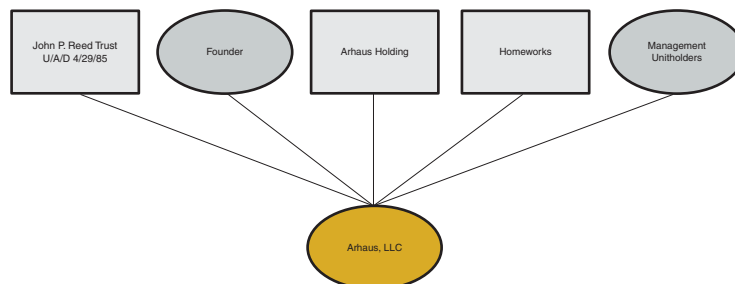 John P. Reed Trust
U/A/D 4/29/85
Founder
Arhaus Holding
Homeworks
Management
Unitholders
Arhaus, LLC